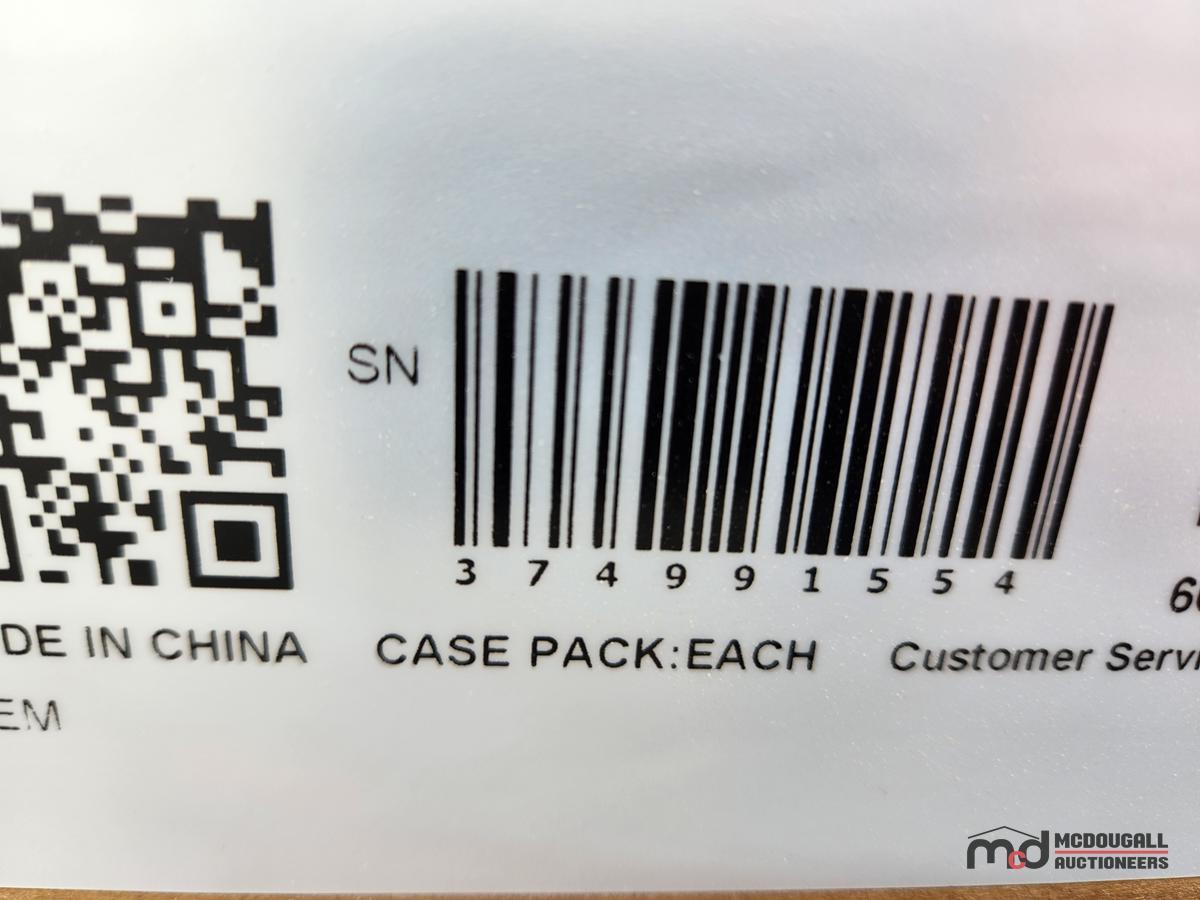 SN
3 7 4 9 9 1 5 5 4
DE IN CHINA
CASE PACK:EACH
Customer Servi
EM
mcd MCDOUGALL
AUCTIONEERS